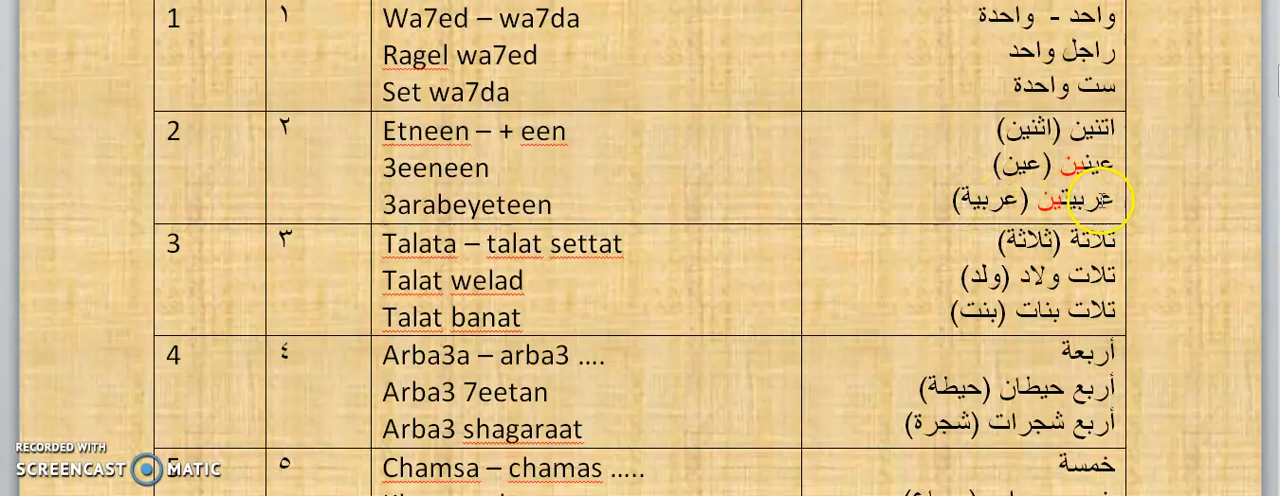 1 ١ Wa7ed – wa7da واحد - واحدة
Ragel wa7ed راجل واحد
Set wa7da ست واحدة
2 ٢ Etneen – + een اتنين (اثنين)
3eeneen عينين (عين)
3arabeyeteen عربيتين (عربية)
3 ٣ Talata – talat settat تلاتة (ثلاثة)
Talat welad تلات ولاد (ولد)
Talat banat تلات بنات (بنت)
4 ٤ Arba3a – arba3 .... أربعة
Arba3 7eetan أربع حيطان (حيطة)
Arba3 shagaraat أربع شجرات (شجرة)
5 ٥ Chamsa – chamas ..... خمسة
RECORDED WITH
SCREENCAST MATIC